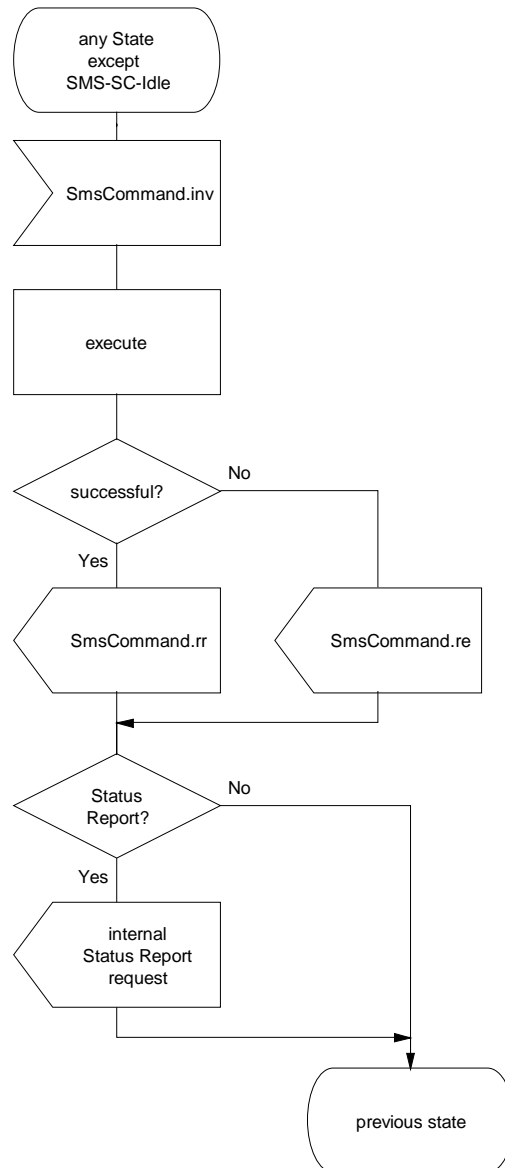 any State
except
SMS-SC-Idle
SmsCommand.inv
execute
successful?
No
Yes
SmsCommand.rr
SmsCommand.re
Status
Report?
No
Yes
internal
Status Report
request
previous state